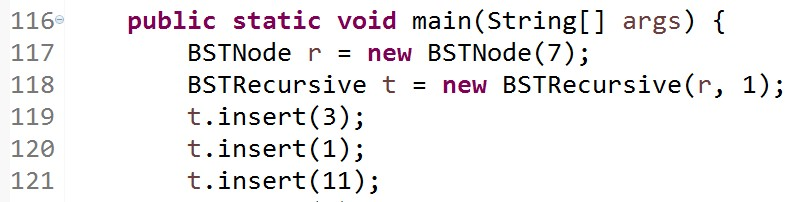 116 public static void main(String[] args) {
117 BSTNode r = new BSTNode(7);
118 BSTRecursive t = new BSTRecursive(r, 1);
119 t.insert(3);
120 t.insert(1);
121 t.insert(11);